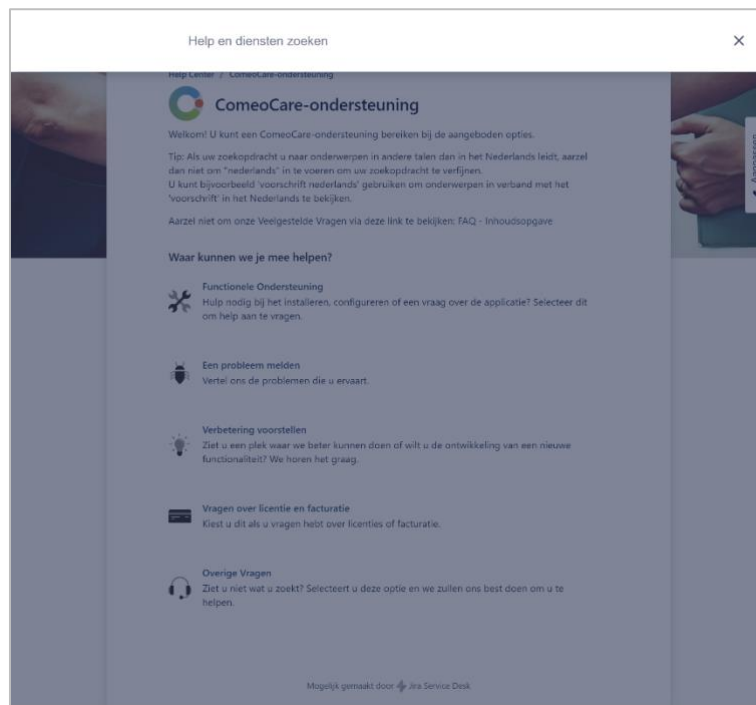 Help en diensten zoeken
Help Center / ComeoCare-ondersteuning
ComeoCare-ondersteuning
Welkom! U kunt een ComeoCare-ondersteuning bereiken bij de aangeboden opties.
Tip: Als uw zoekopdracht u naar onderwerpen in andere talen dan in het Nederlands leidt, aarzel
dan niet om "nederlands" in te voeren om uw zoekopdracht te verfijnen.
U kunt bijvoorbeeld 'voorschrift nederlands' gebruiken om onderwerpen in verband met het
'voorschrift' in het Nederlands te bekijken.
Aarzel niet om onze Veelgestelde Vragen via deze link te bekijken: FAQ - Inhoudsopgave
Waar kunnen we je mee helpen?
Functionele Ondersteuning
Hulp nodig bij het installeren, configureren of een vraag over de applicatie? Selecteer dit
om help aan te vragen.
Een probleem melden
Vertel ons de problemen die u ervaart.
Verbetering voorstellen
Ziet u een plek waar we beter kunnen doen of wilt u de ontwikkeling van een nieuwe
functionaliteit? We horen het graag.
Vragen over licentie en facturatie
Kiest u dit als u vragen hebt over licenties of facturatie.
Overige Vragen
Ziet u niet wat u zoekt? Selecteert u deze optie en we zullen ons best doen om u te
helpen.
Mogelijk gemaakt door Jira Service Desk
Aanpassen